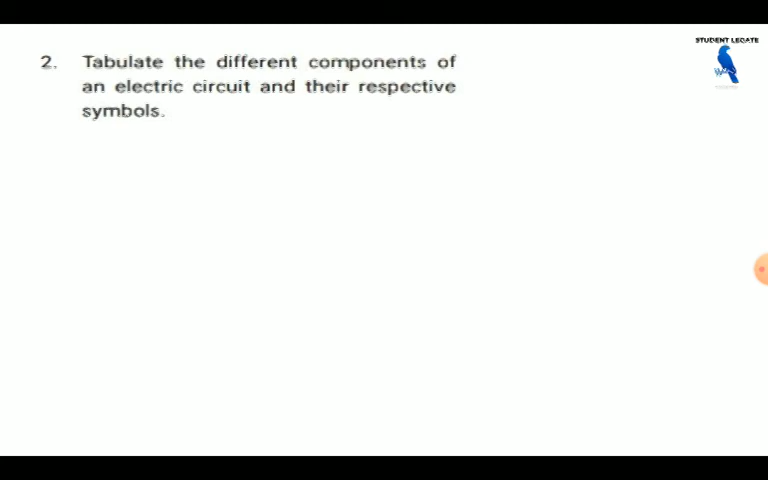 STUDENT LEGATE
2. Tabulate the different components of
an electric circuit and their respective
symbols.